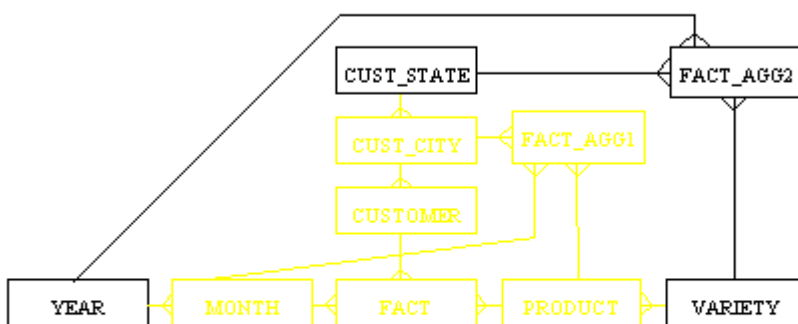 CUST_STATE FACT_AGG2
CUST_CITY FACT_AGG1
CUSTOMER
YEAR MONTH FACT PRODUCT VARIETY